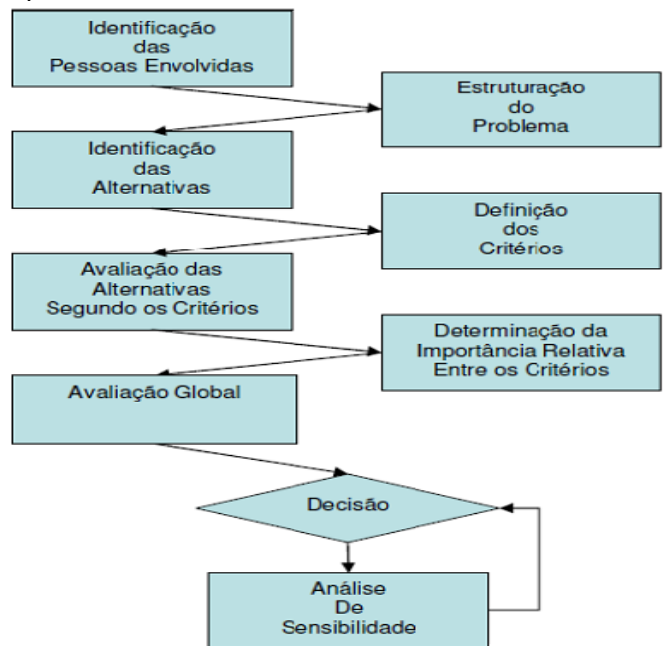 Identificação
das
Pessoas Envolvidas
Estruturação
do
Problema
Identificação
das
Alternativas
Definição
dos
Critérios
Avaliação das
Alternativas
Segundo os Critérios
Determinação da
Importância Relativa
Entre os Critérios
Avaliação Global
Decisão
Análise
De
Sensibilidade